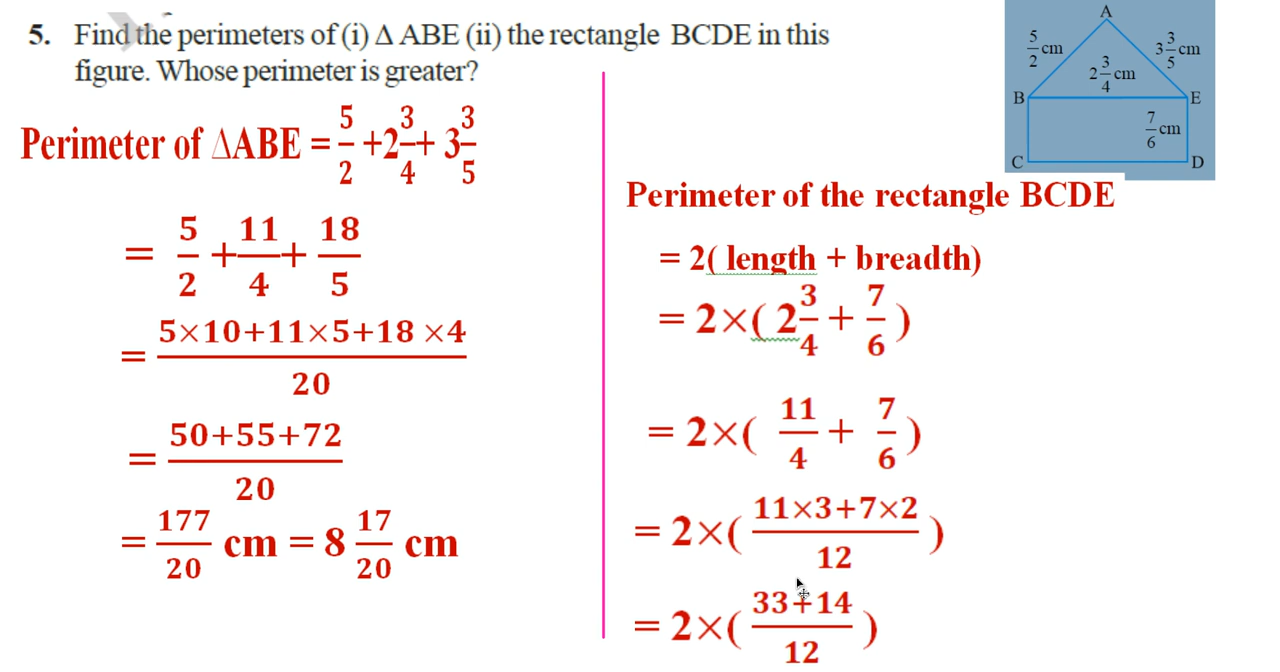 5. Find the perimeters of (i) Δ ABE (ii) the rectangle BCDE in this
figure. Whose perimeter is greater?
A
5/2 cm
3 3/5 cm
2 3/4 cm
B
E
7/6 cm
C
D
Perimeter of ΔABE = 5/2 +2 3/4 + 3 3/5
= 5/2 + 11/4 + 18/5
= (5×10+11×5+18 ×4)/20
= (50+55+72)/20
= 177/20 cm = 8 17/20 cm
Perimeter of the rectangle BCDE
= 2( length + breadth)
= 2×( 2 3/4 + 7/6 )
= 2×( 11/4 + 7/6 )
= 2×( (11×3+7×2)/12 )
= 2×( (33+14)/12 )